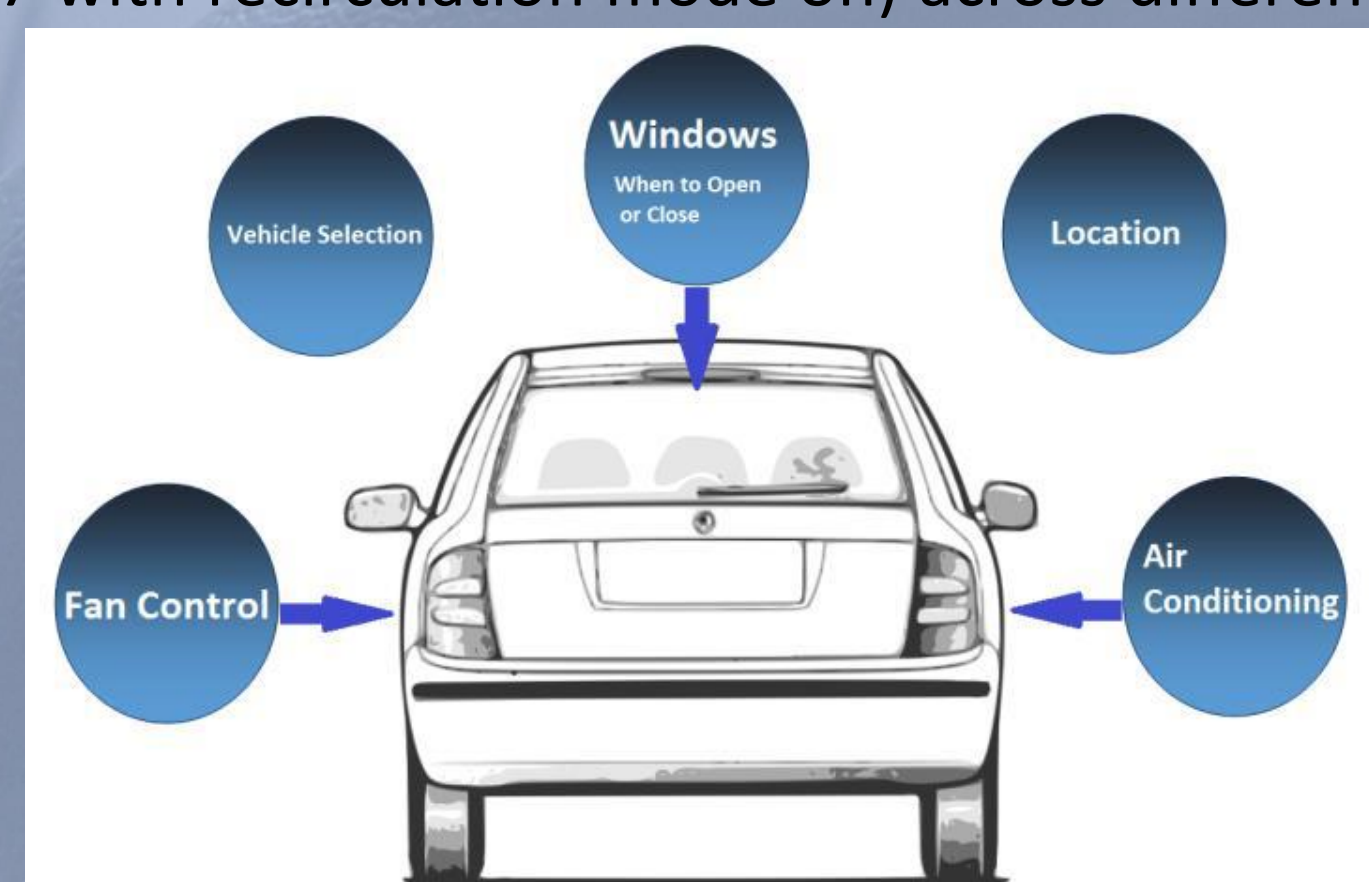 with recirculation mode on, across
Windows
When to Open
or Close
Vehicle Selection
Location
Fan Control
Air
Conditioning